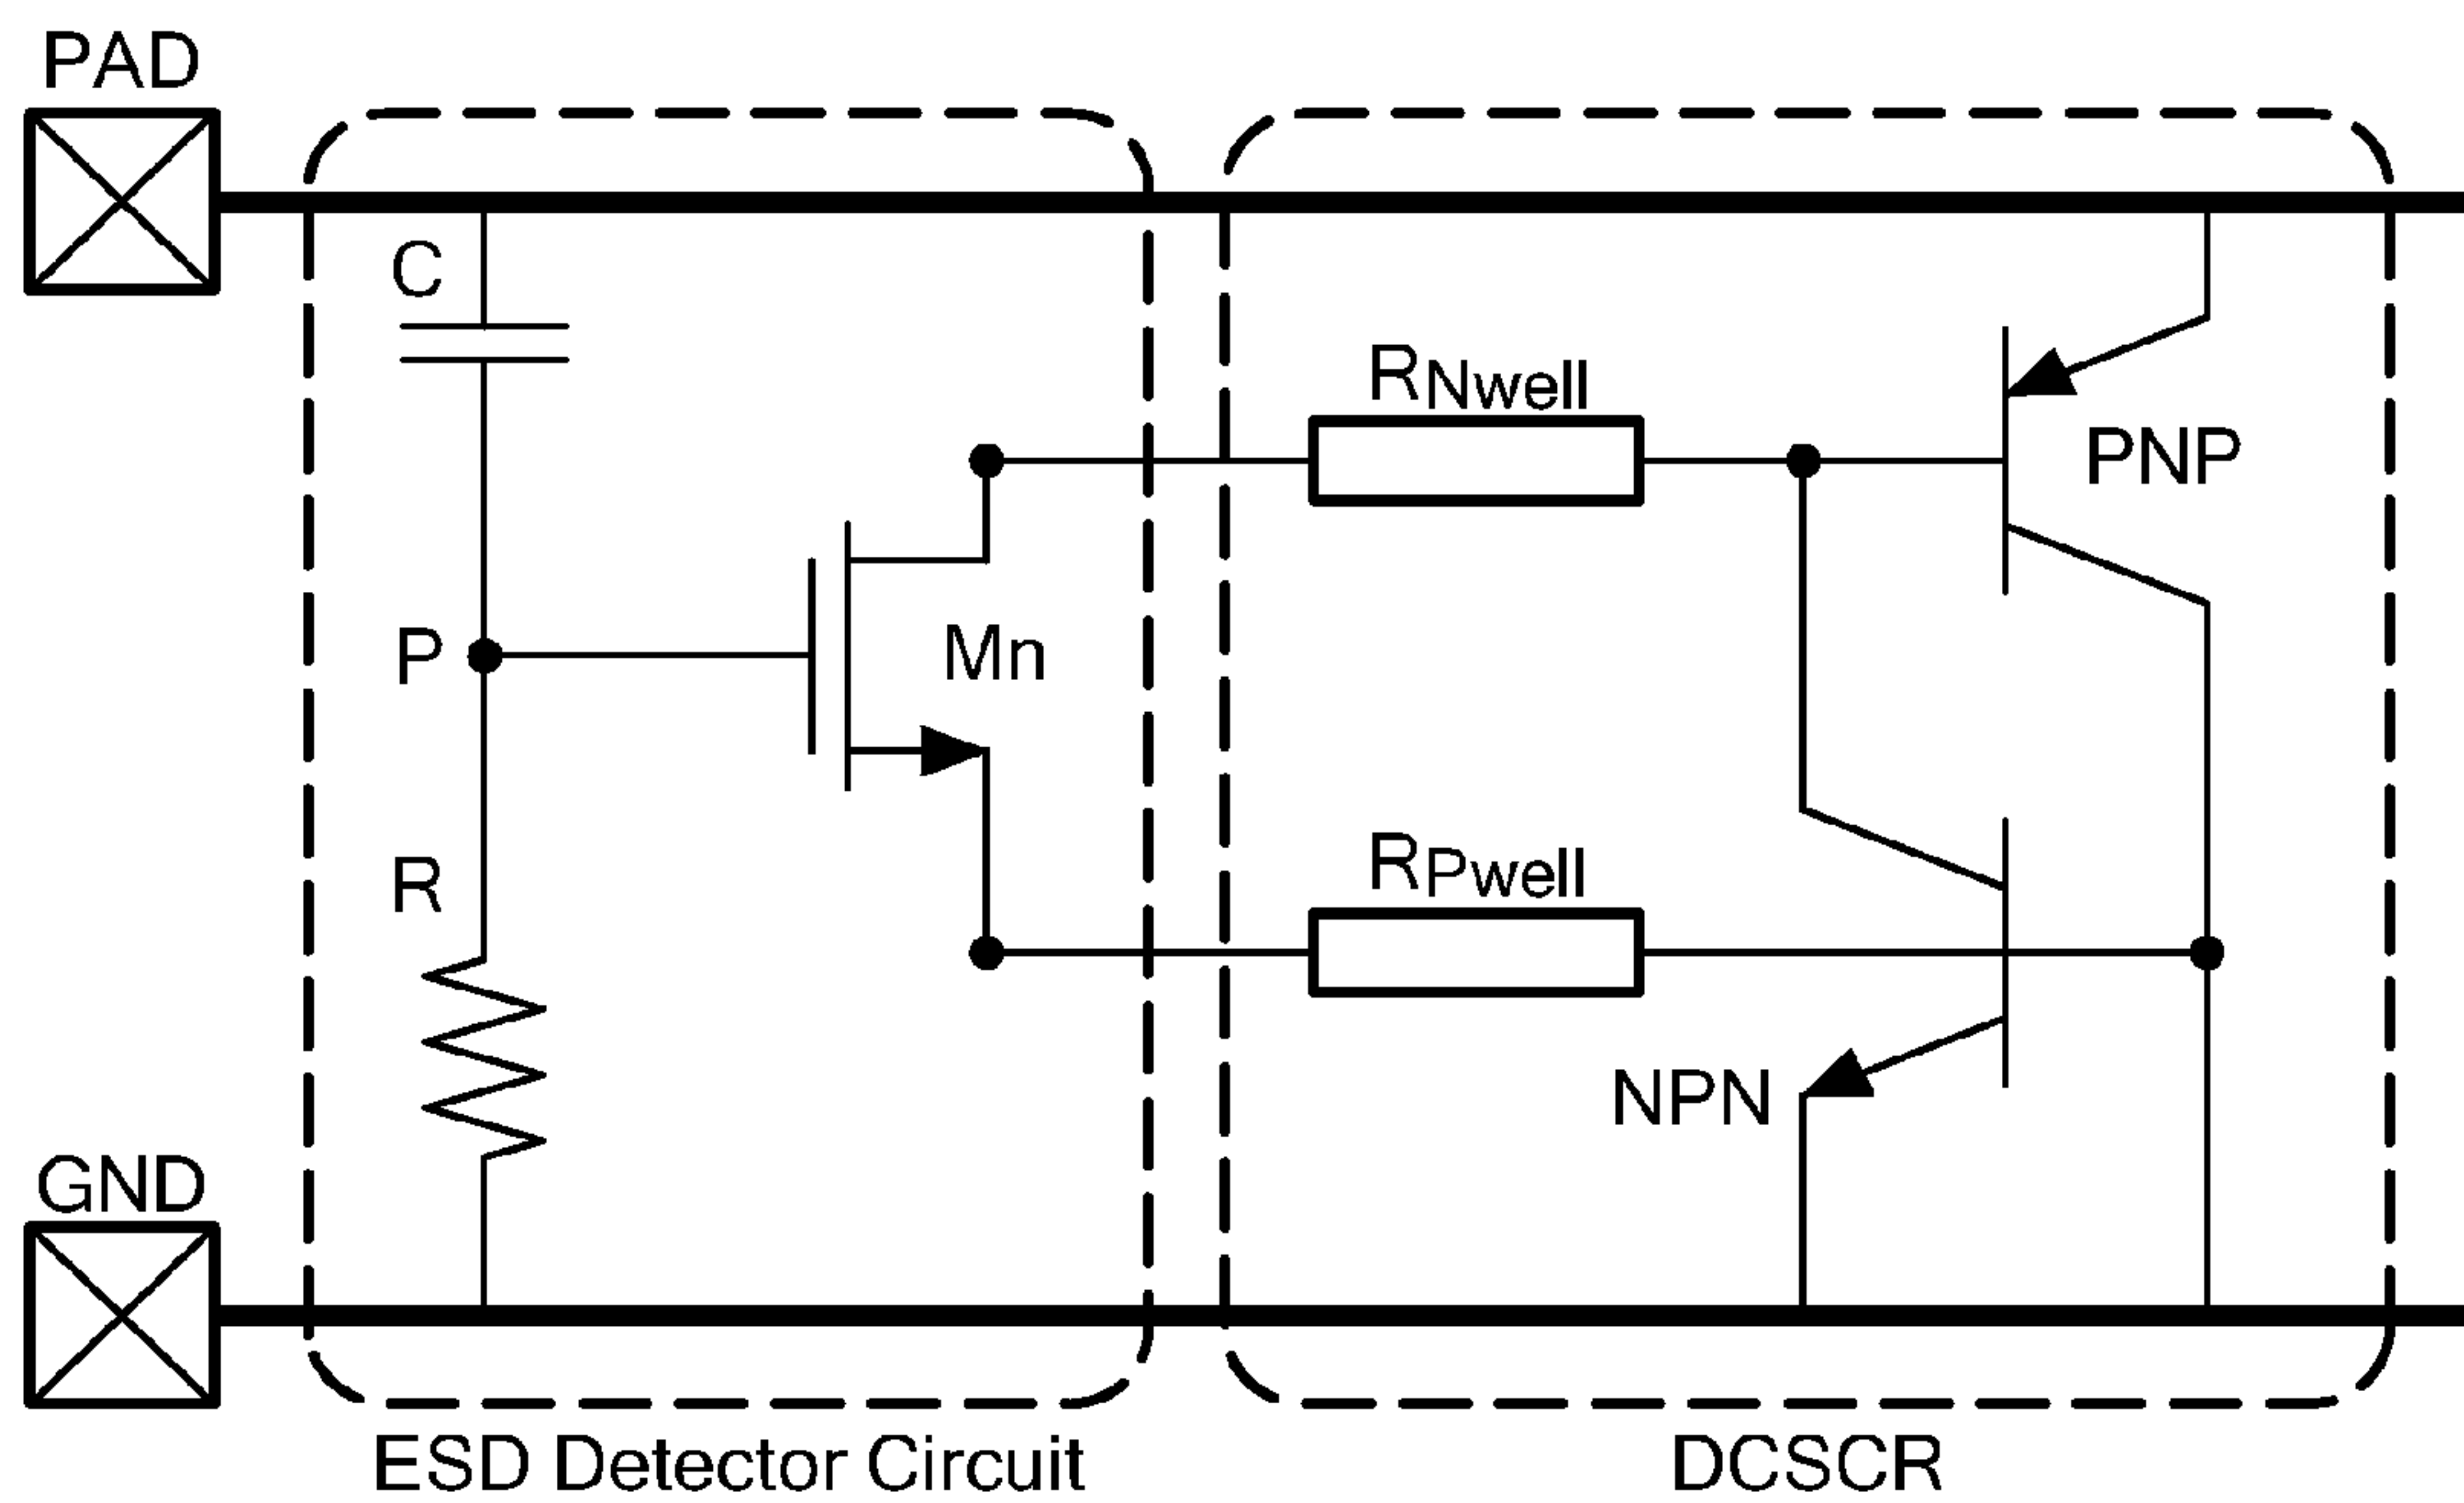 PAD
C
RNwell
PNP
P
Mn
R
RPwell
NPN
GND
ESD Detector Circuit
DCSCR